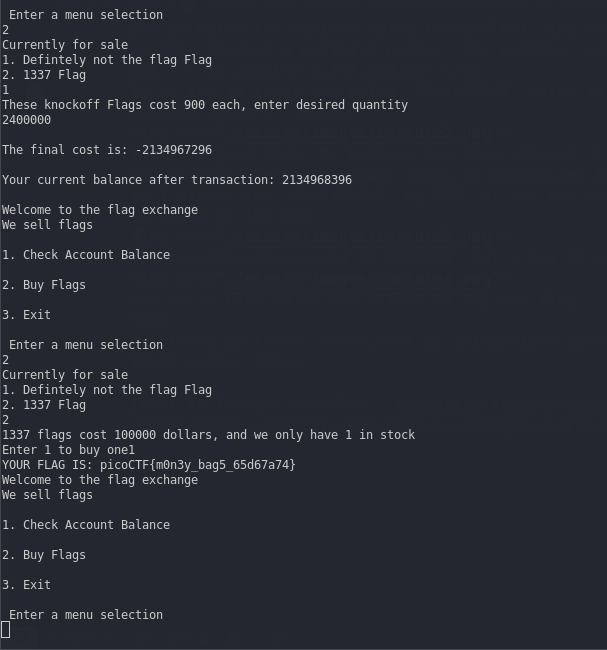 Enter a menu selection
2
Currently for sale
1. Defintely not the flag Flag
2. 1337 Flag
1
These knockoff Flags cost 900 each, enter desired quantity
2400000
The final cost is: -2134967296
Your current balance after transaction: 2134968396
Welcome to the flag exchange
We sell flags
1. Check Account Balance
2. Buy Flags
3. Exit
Enter a menu selection
2
Currently for sale
1. Defintely not the flag Flag
2. 1337 Flag
2
1337 flags cost 100000 dollars, and we only have 1 in stock
Enter 1 to buy one1
YOUR FLAG IS: picoCTF{m0n3y_bag5_65d67a74}
Welcome to the flag exchange
We sell flags
1. Check Account Balance
2. Buy Flags
3. Exit
Enter a menu selection